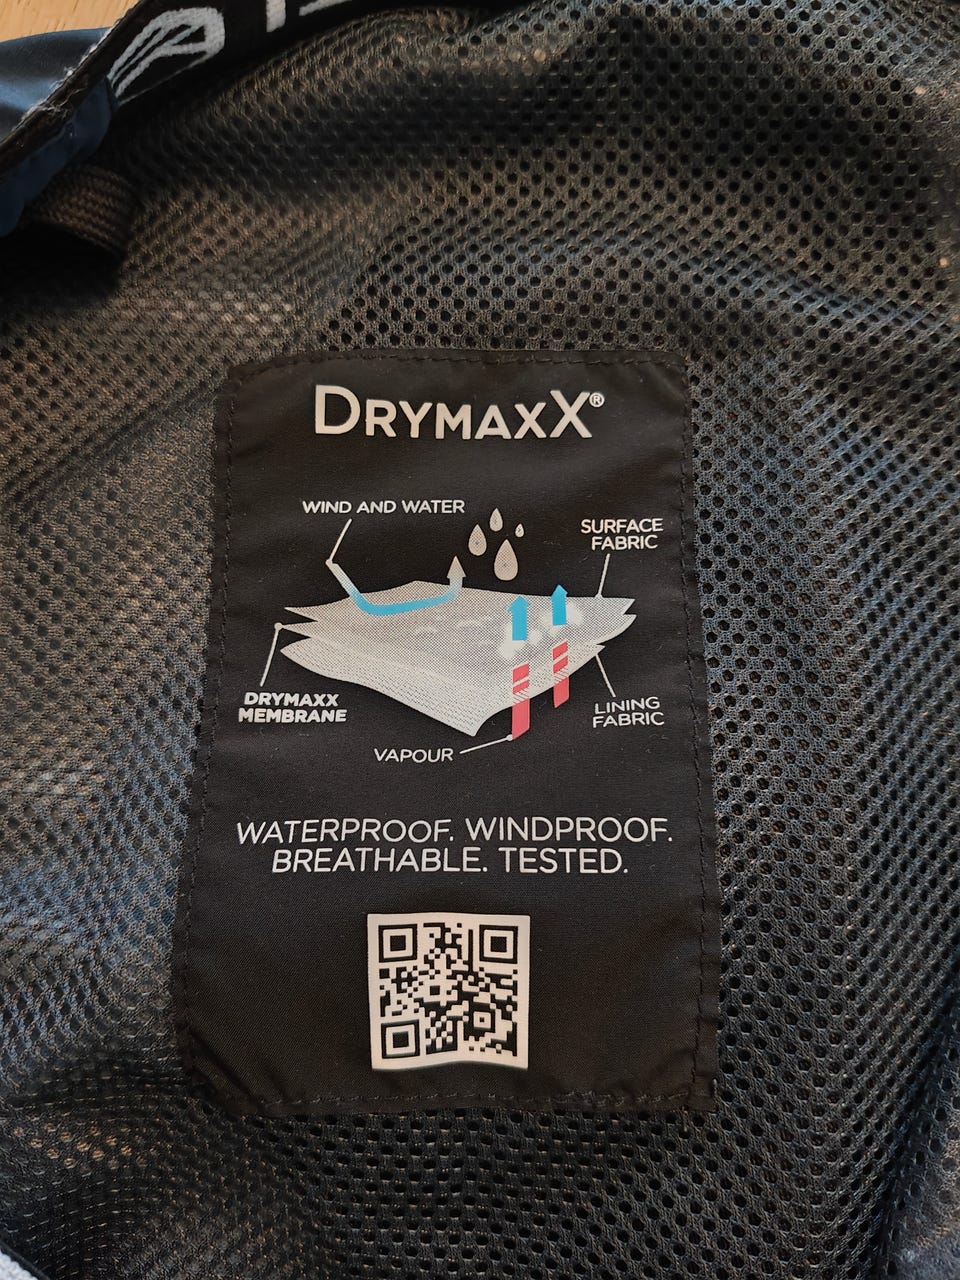 DRYMAXX®
WIND AND WATER
SURFACE
FABRIC
DRYMAXX
MEMBRANE
LINING
FABRIC
VAPOUR
WATERPROOF. WINDPROOF.
BREATHABLE. TESTED.